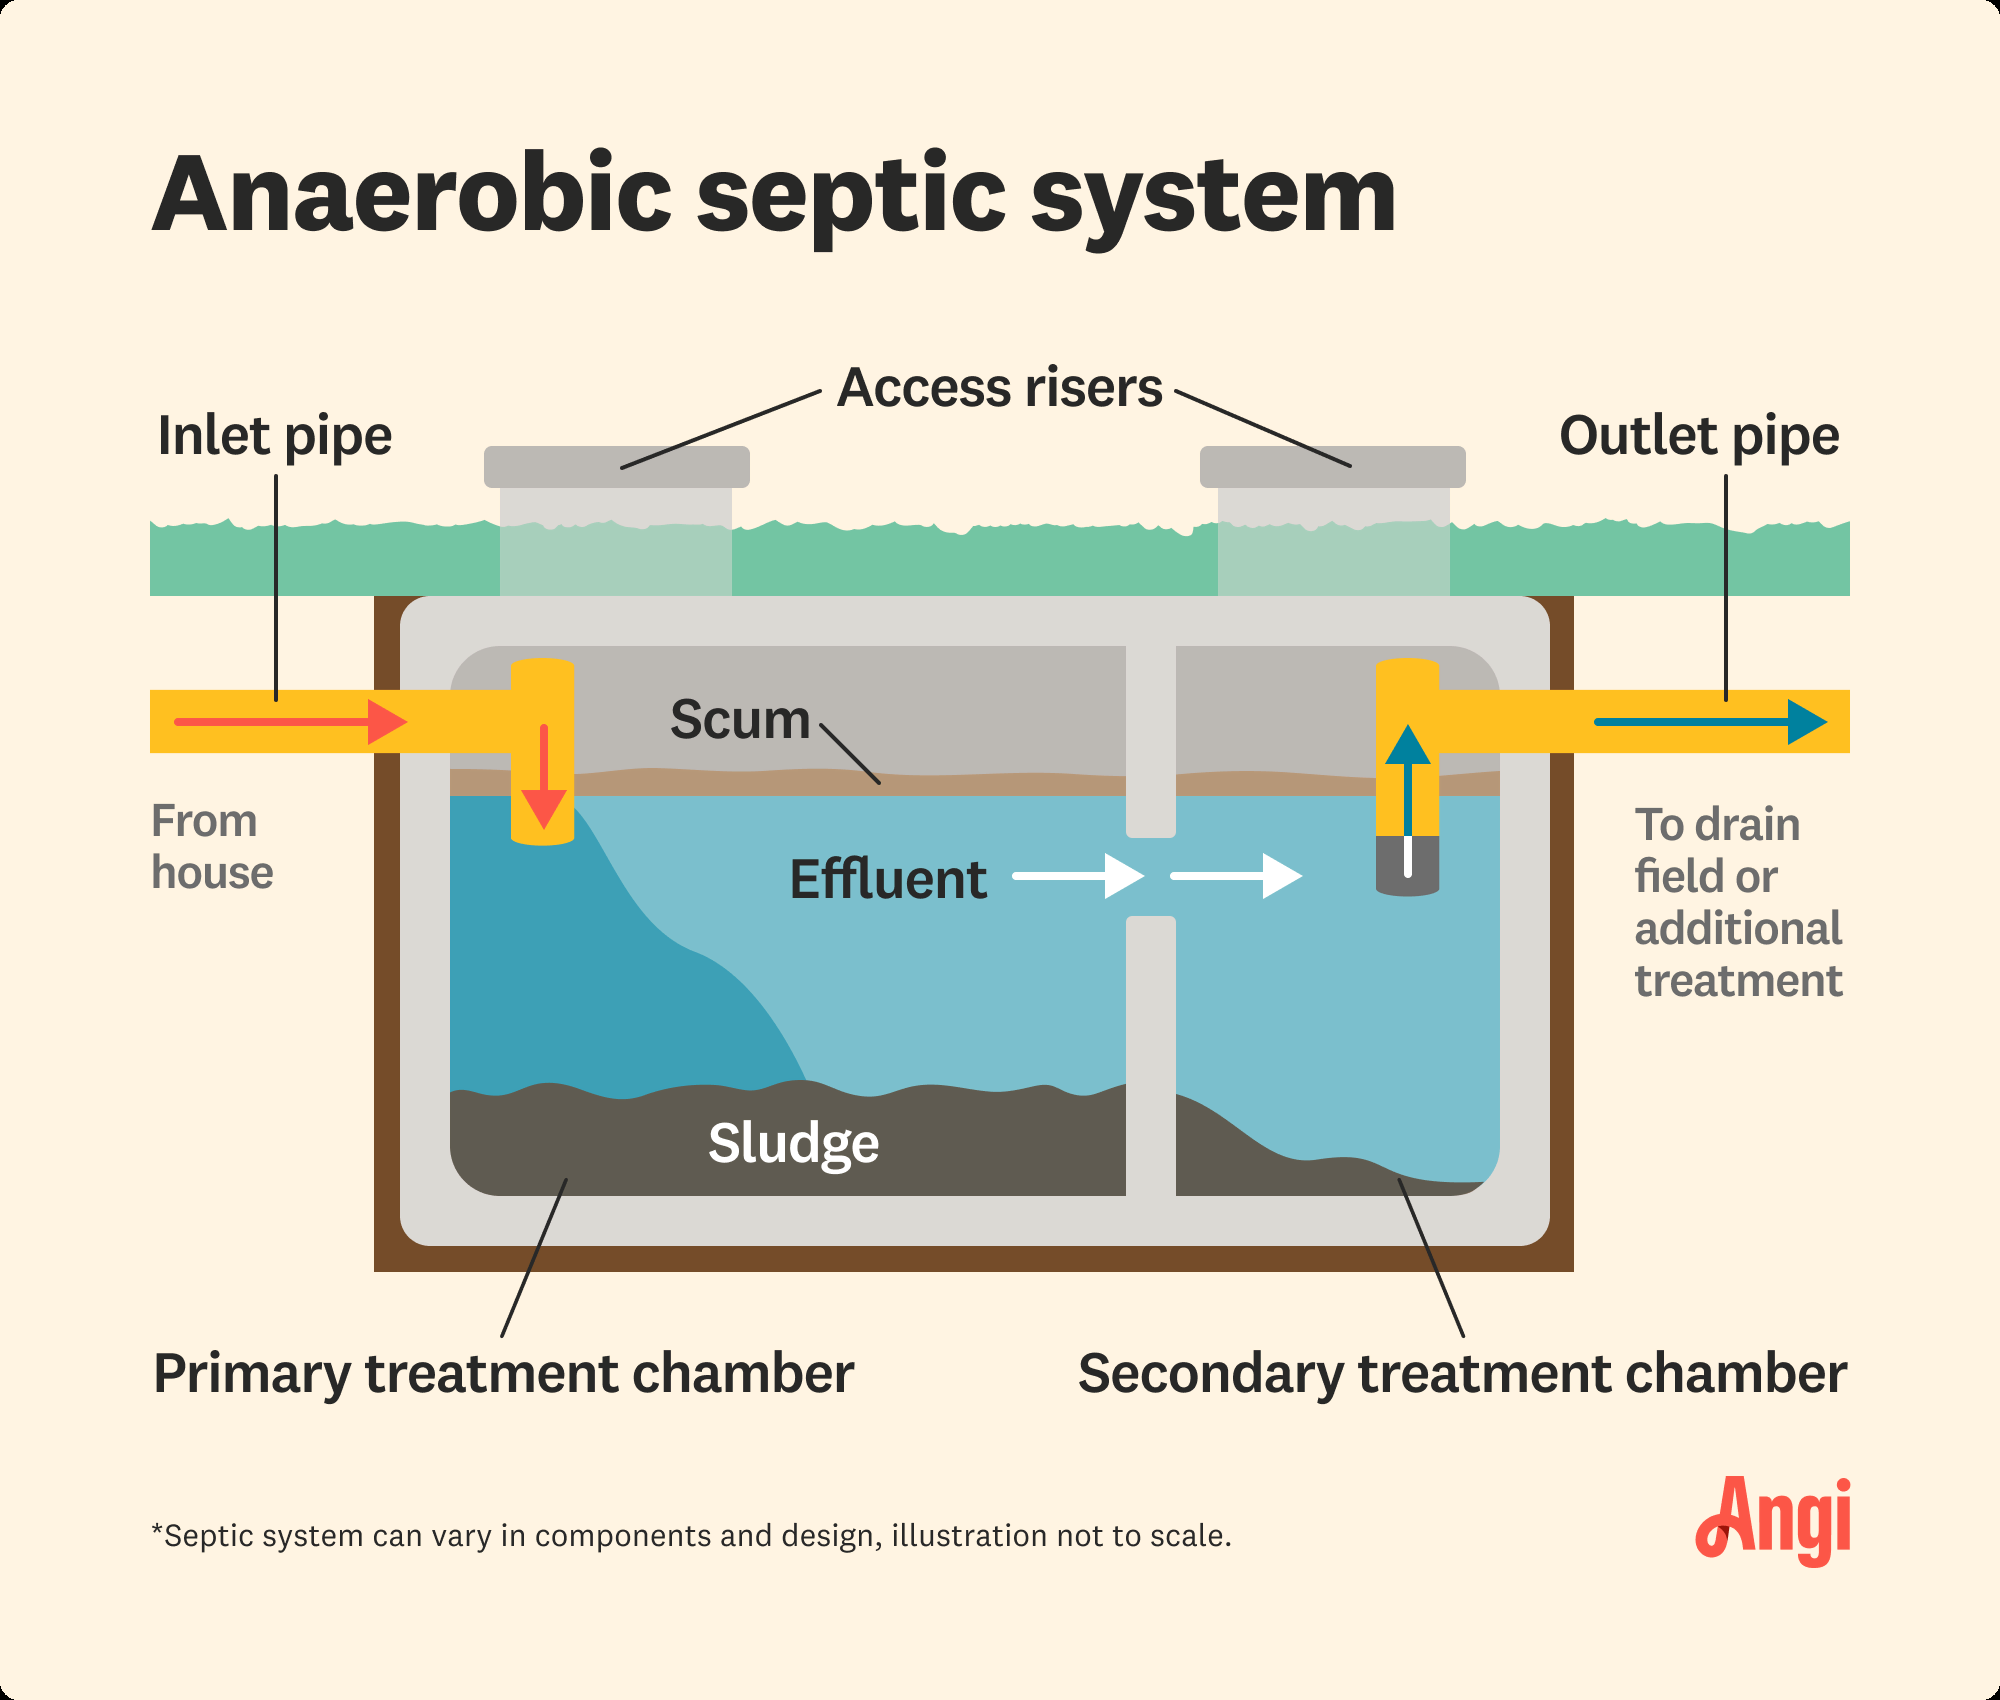 Anaerobic septic system
Access risers
Inlet pipe
Outlet pipe
Scum
From
house
Effluent
To drain
field or
additional
treatment
Sludge
Primary treatment chamber
Secondary treatment chamber
*Septic system can vary in components and design, illustration not to scale.
Angi